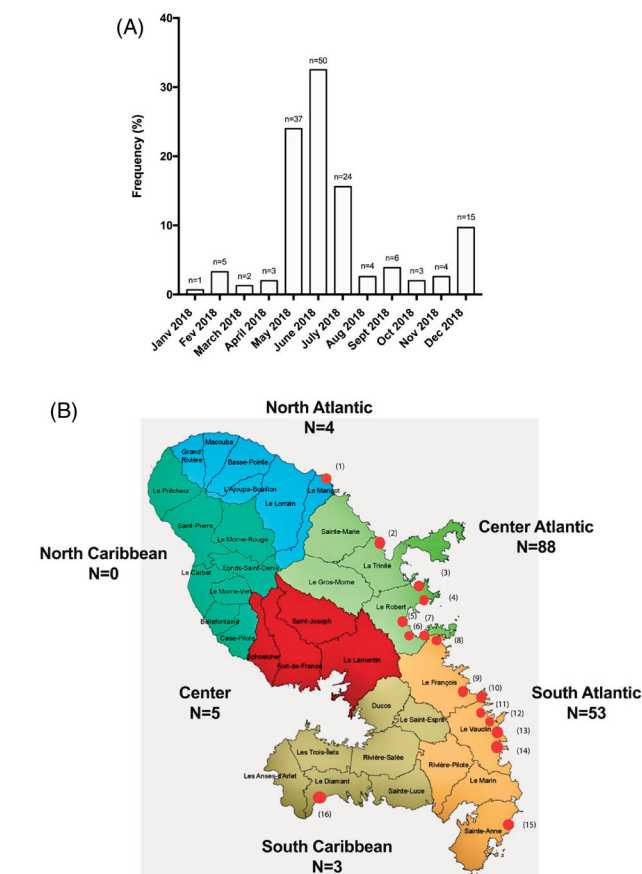 (A)
40
30
20
10
0
Frequency (%)
n=1
n=5
n=2
n=3
n=37
n=50
n=24
n=4
n=6
n=3
n=4
n=15
Janv 2018
Fev 2018
March 2018
April 2018
May 2018
June 2018
July 2018
Aug 2018
Sept 2018
Oct 2018
Nov 2018
Dec 2018
(B)
North Atlantic
N=4
Macouba
Grand
Rivière
Basse-Pointe
(1)
L'Ajoupa-Bouillon
Le Marigot
Le Prêcheur
Le Lorrain
Saint-Pierre
Sainte-Marie
(2)
Center Atlantic
N=88
Le Morne-Rouge
North Caribbean
N=0
La Trinité
Fonds-Saint-Denis
Le Carbet
Le Gros-Morne
(3)
Le Morne-Vert
(4)
Le Robert
Bellefontaine
Saint-Joseph
(5)
(7)
Case-Pilote
(6)
(8)
Schoelcher
Fort-de-France
Le Lamentin
Le François
(9)
Center
N=5
(10)
South Atlantic
N=53
Ducos
(11)
Le Saint-Esprit
(12)
Le Vauclin
(13)
(14)
Les Trois-Îlets
Rivière-Salée
Rivière-Pilote
Les Anses-d'Arlet
Le Diamant
Le Marin
Sainte-Luce
(16)
(15)
Sainte-Anne
South Caribbean
N=3